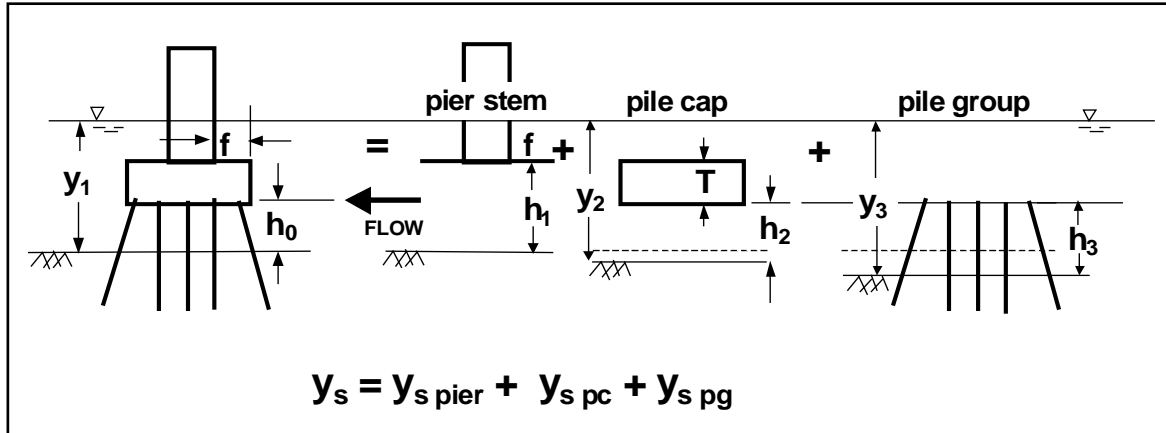 pier stem pile cap pile group
f = f + +
y₁ y₂ T y₃
h₀ FLOW h₁ h₂ h₃
yₛ = yₛ ₚᵢₑᵣ + yₛ ₚc + yₛ ₚg